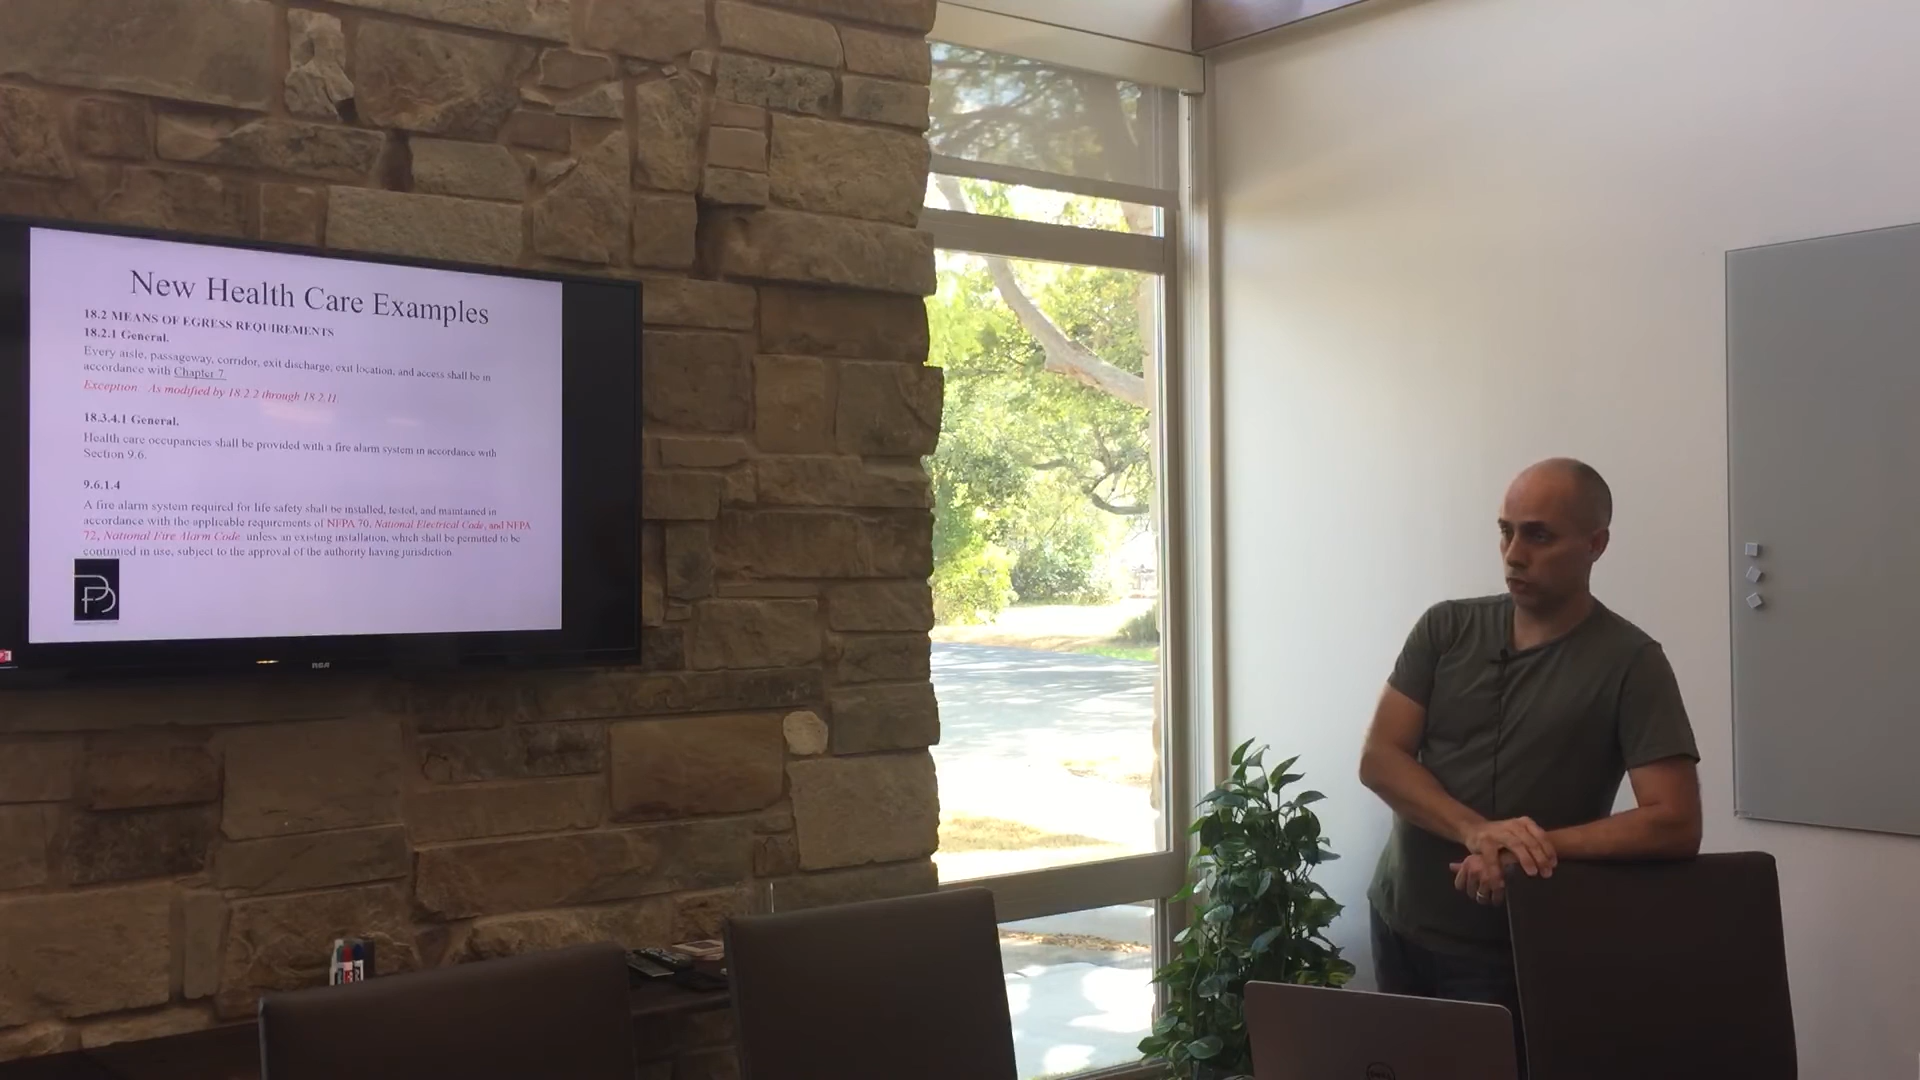 New Health Care Examples
18.2 MEANS OF EGRESS REQUIREMENTS
18.2.1 General.
Every aisle, passageway, corridor, exit discharge, exit location, and access shall be in
accordance with Chapter 7.
Exception As modified by 18.2.2 through 18.2.11.
18.3.4.1 General.
Health care occupancies shall be provided with a fire alarm system in accordance with
Section 9.6.
9.6.1.4
A fire alarm system required for life safety shall be installed, tested, and maintained in
accordance with the applicable requirements of NFPA 70, National Electrical Code, and NFPA
72, National Fire Alarm Code, unless an existing installation, which shall be permitted to be
continued in use, subject to the approval of the authority having jurisdiction.
RCA
DELL